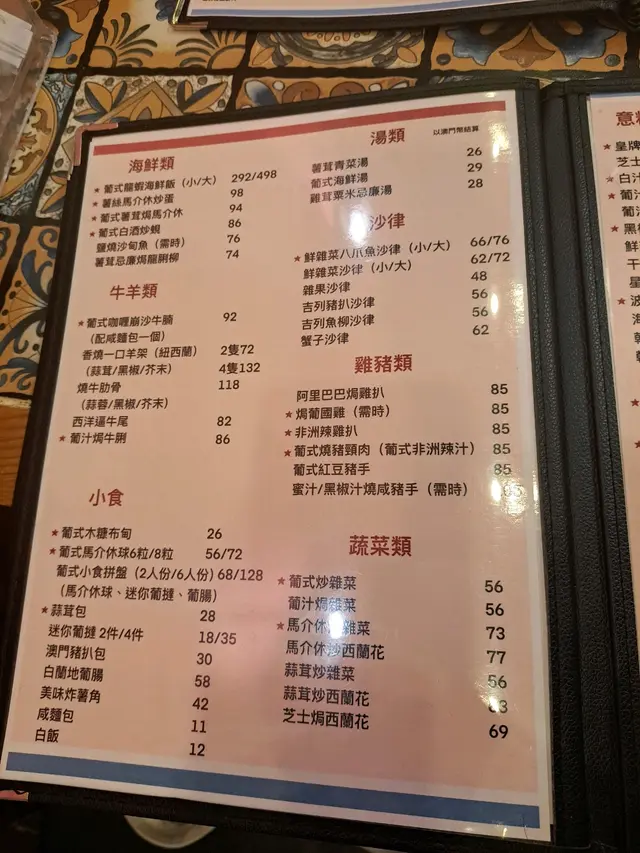 海鮮類
★葡式龍蝦海鮮飯（小/大） 292/498
★薯絲馬介休炒蛋 98
★葡式薯茸焗馬介休 94
★葡式白酒炒蜆 86
鹽燒沙甸魚（需時） 76
薯茸忌廉焗龍脷柳 74
牛羊類
★葡式咖喱崩沙牛腩 92
（配咸麵包一個）
香燒一口羊架（紐西蘭） 2隻72
（蒜茸/黑椒/芥末） 4隻132
燒牛肋骨 118
（蒜蓉/黑椒/芥末）
西洋逼牛尾 82
★葡汁焗牛脷 86
小食
★葡式木糠布甸 26
★葡式馬介休球6粒/8粒 56/72
葡式小食拼盤（2人份/6人份) 68/128
（馬介休球、迷你葡撻、葡腸）
★蒜茸包 28
迷你葡撻 2件/4件 18/35
澳門豬扒包 30
白蘭地葡腸 58
美味炸薯角 42
咸麵包 11
白飯 12
湯類 以澳門幣結算
薯茸青菜湯 26
葡式海鮮湯 29
雞茸粟米忌廉湯 28
沙律
★鮮雜菜八爪魚沙律（小/大） 66/76
鮮雜菜沙律（小/大） 62/72
雜果沙律 48
吉列豬扒沙律 56
吉列魚柳沙律 56
蟹子沙律 62
雞豬類
阿里巴巴焗雞扒 85
★焗葡國雞（需時） 85
★非洲辣雞扒 85
★葡式燒豬頸肉（葡式非洲辣汁） 85
葡式紅豆豬手 85
蜜汁/黑椒汁燒咸豬手（需時）
蔬菜類
★葡式炒雜菜 56
葡汁焗雜菜 56
★馬介休 雜菜 73
馬介休炒西蘭花 77
蒜茸炒雜菜 56
蒜茸炒西蘭花
芝士焗西蘭花 69
★皇牌
芝士
★白汁
★葡汁
★黑椒